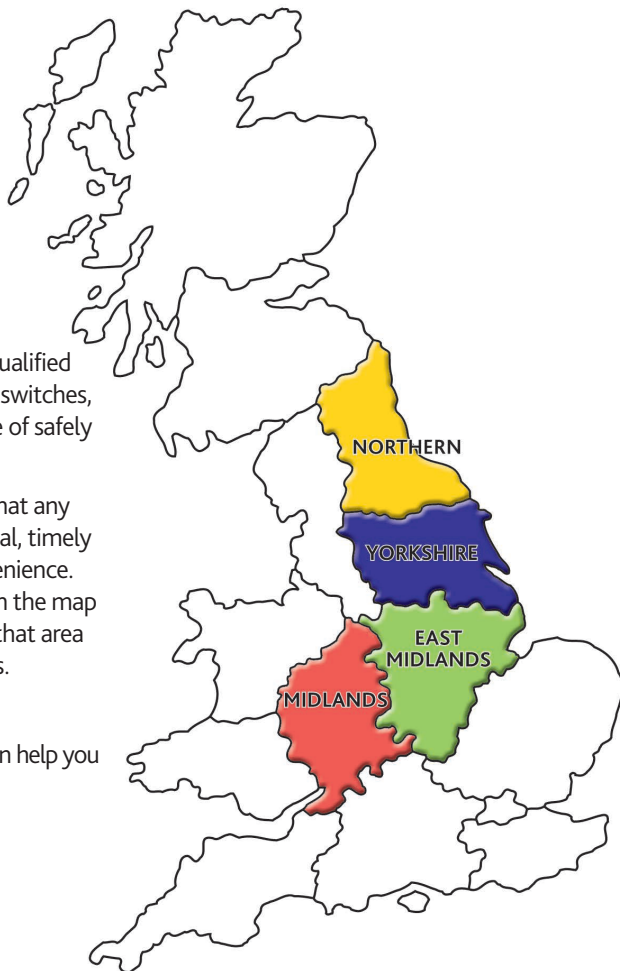 ualified
switches,
e of safely
hat any
al, timely
enience.
n the map
that area
s.
n help you
NORTHERN
YORKSHIRE
EAST
MIDLANDS
MIDLANDS